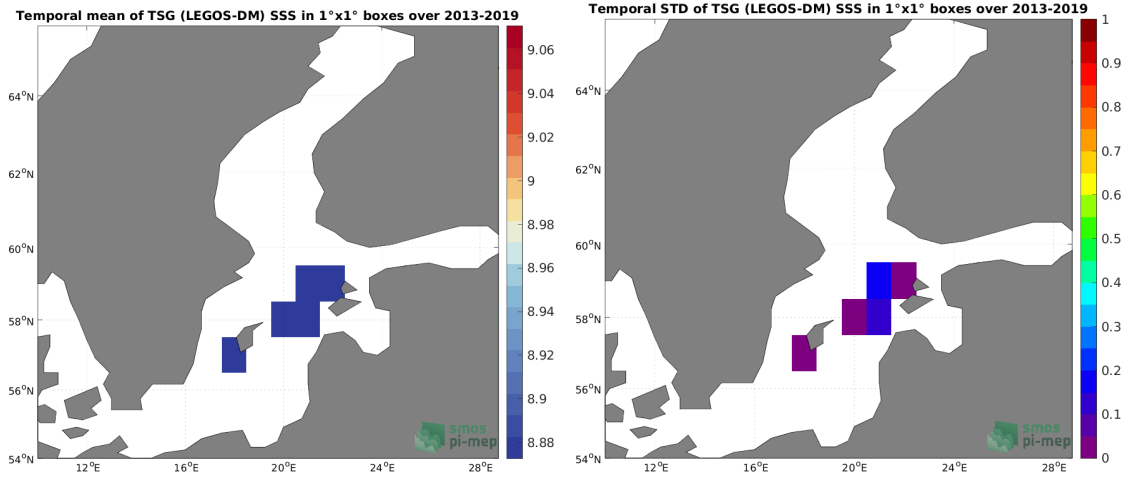 Temporal mean of TSG (LEGOS-DM) SSS in 1°x1° boxes over 2013-2019
64°N
62°N
60°N
58°N
56°N
54°N
12°E
16°E
20°E
24°E
28°E
9.06
9.04
9.02
9
8.98
8.96
8.94
8.92
8.9
8.88
smos
pi-mep
Temporal STD of TSG (LEGOS-DM) SSS in 1°x1° boxes over 2013-2019
64°N
62°N
60°N
58°N
56°N
54°N
12°E
16°E
20°E
24°E
28°E
1
0.9
0.8
0.7
0.6
0.5
0.4
0.3
0.2
0.1
0
smos
pi-mep